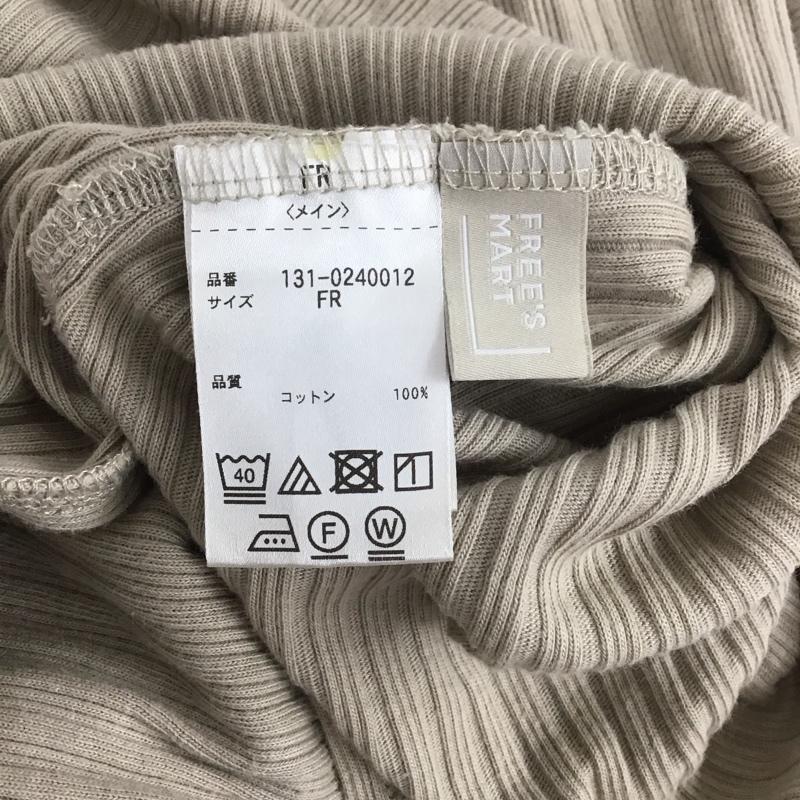 FR
〈メイン〉
品番 131-0240012
サイズ FR
品質
コットン 100%
40
F
W
FREE'S
MART